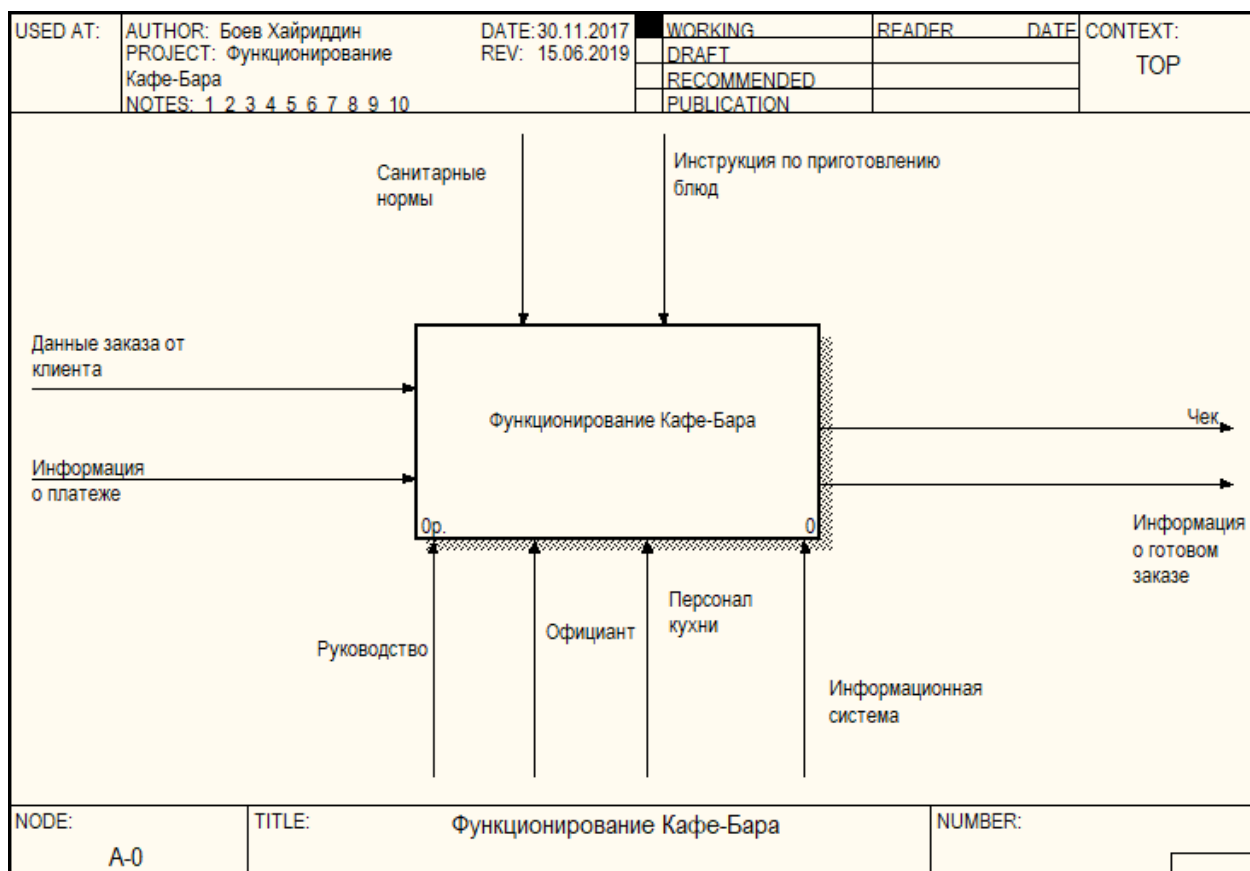 USED AT:
AUTHOR: Боев Хайриддин
DATE: 30.11.2017
PROJECT: Функционирование
REV: 15.06.2019
Кафе-Бара
NOTES: 1 2 3 4 5 6 7 8 9 10
WORKING
DRAFT
RECOMMENDED
PUBLICATION
READER DATE
CONTEXT:
TOP
Санитарные
нормы
Инструкция по приготовлению
блюд
Данные заказа от
клиента
Информация
о платеже
Функционирование Кафе-Бара
0р.
0
Чек
Информация
о готовом
заказе
Руководство
Официант
Персонал
кухни
Информационная
система
NODE:
A-0
TITLE:
Функционирование Кафе-Бара
NUMBER: